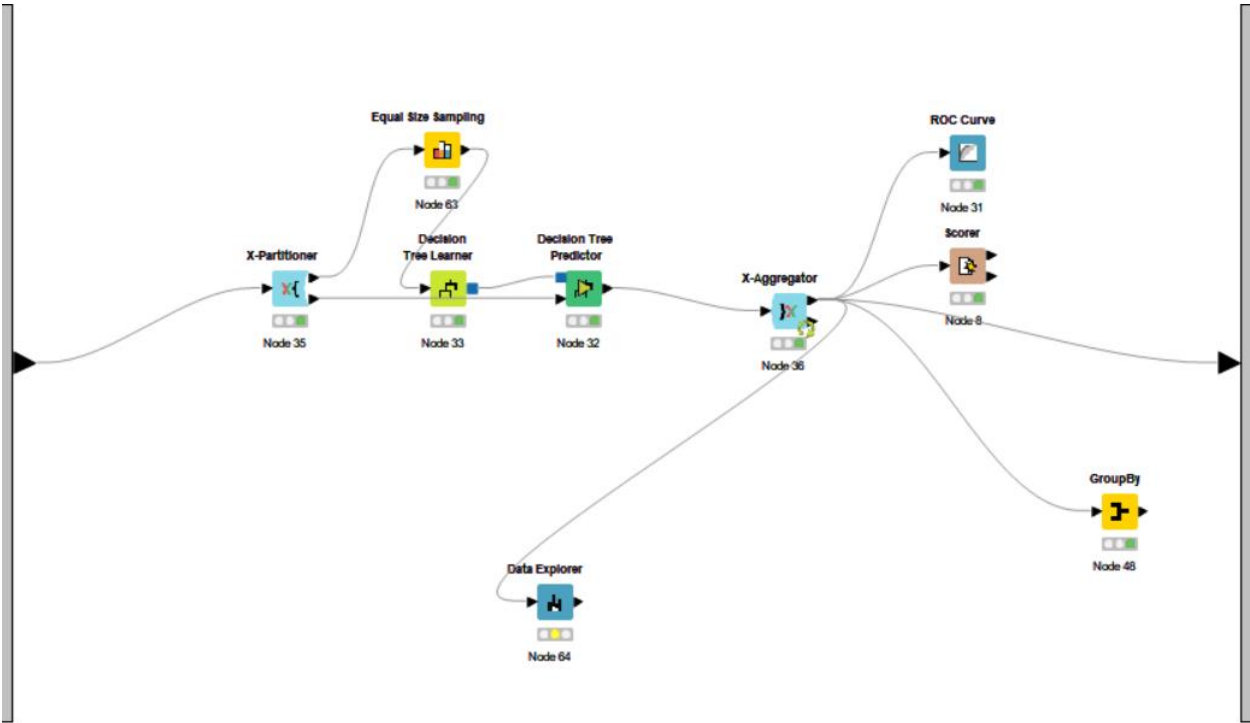 Equal Size Sampling
Node 63
X-Partitioner
Node 35
Decision
Tree Learner
Node 33
Decision Tree
Predictor
Node 32
X-Aggregator
Node 36
ROC Curve
Node 31
Scorer
Node 8
GroupBy
Node 48
Data Explorer
Node 64